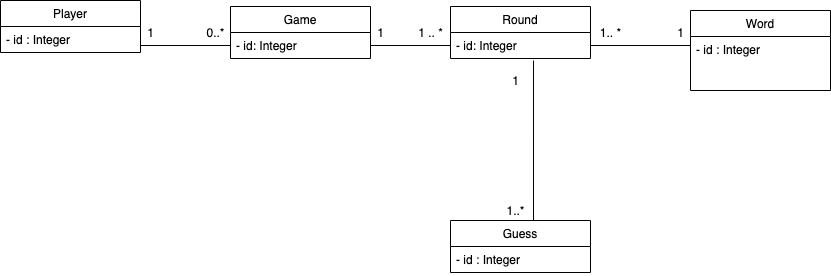 Player
- id : Integer
1
0..*
Game
- id: Integer
1
1 .. *
Round
- id: Integer
1.. *
1
Word
- id : Integer
1
1..*
Guess
- id : Integer